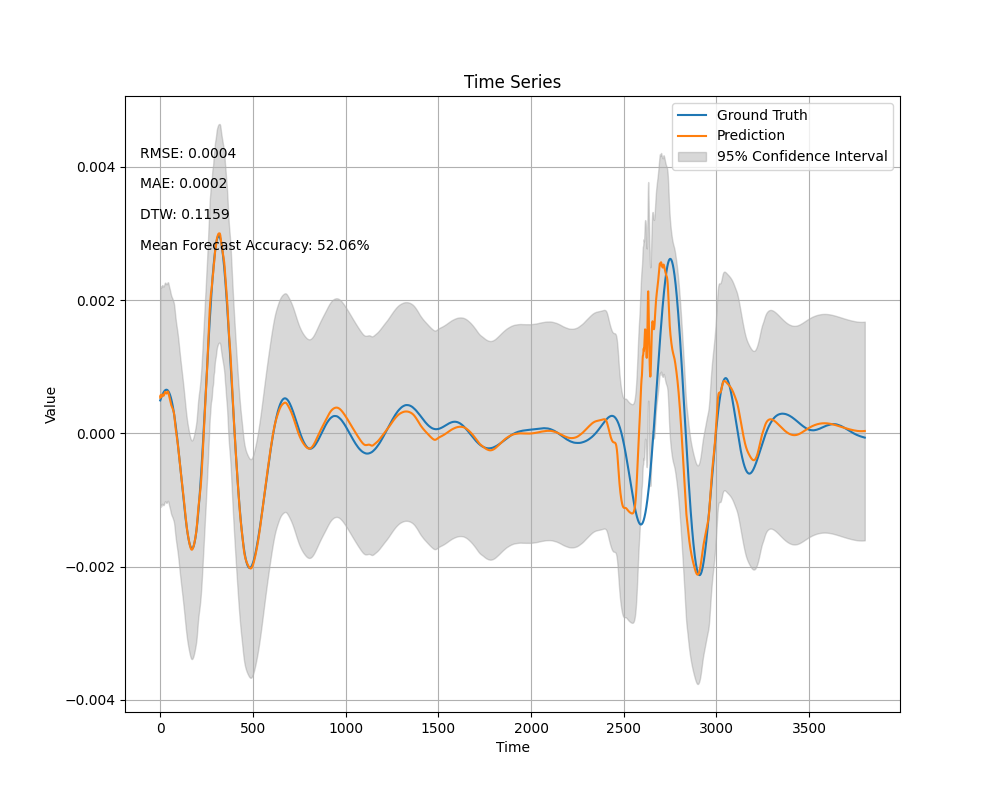 Time Series
Ground Truth
Prediction
95% Confidence Interval
RMSE: 0.0004
MAE: 0.0002
DTW: 0.1159
Mean Forecast Accuracy: 52.06%
0.004
0.002
0.000
−0.002
−0.004
Value
0 500 1000 1500 2000 2500 3000 3500
Time